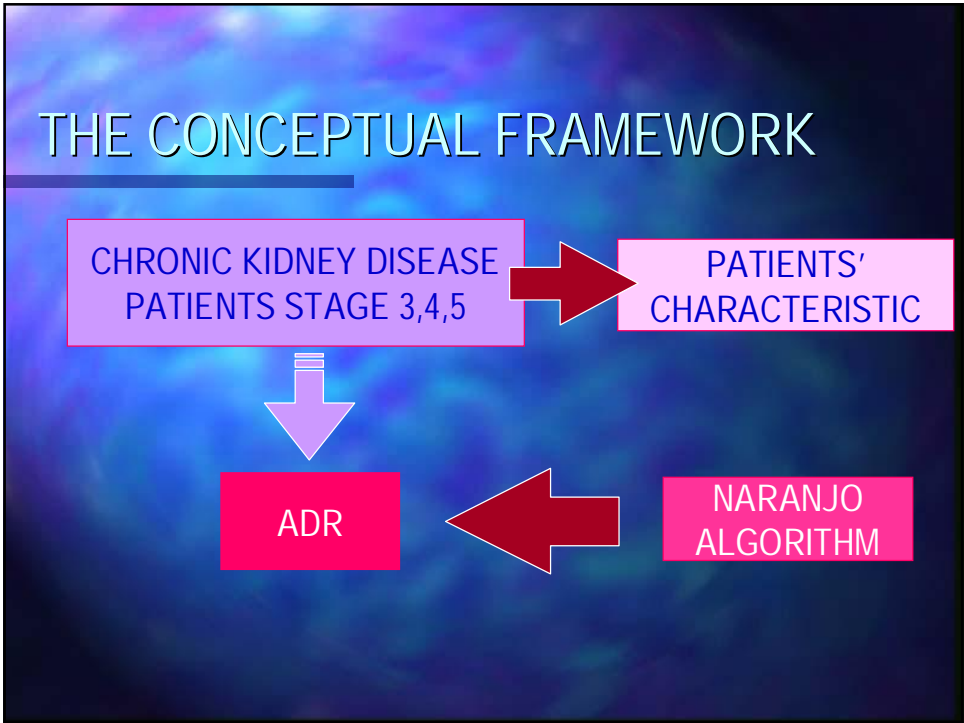 THE CONCEPTUAL FRAMEWORK
CHRONIC KIDNEY DISEASE
PATIENTS STAGE 3,4,5
PATIENTS’
CHARACTERISTIC
ADR
NARANJO
ALGORITHM